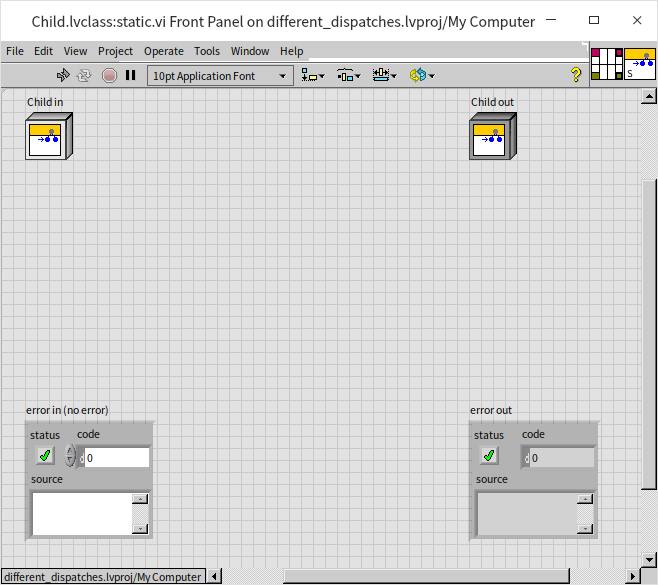 Child.lvclass:static.vi Front Panel on different_dispatches.lvproj/My Computer
File Edit View Project Operate Tools Window Help
10pt Application Font
?
S
Child in
Child out
error in (no error)
error out
status code
status code
d 0
d 0
source
source
different_dispatches.lvproj/My Computer